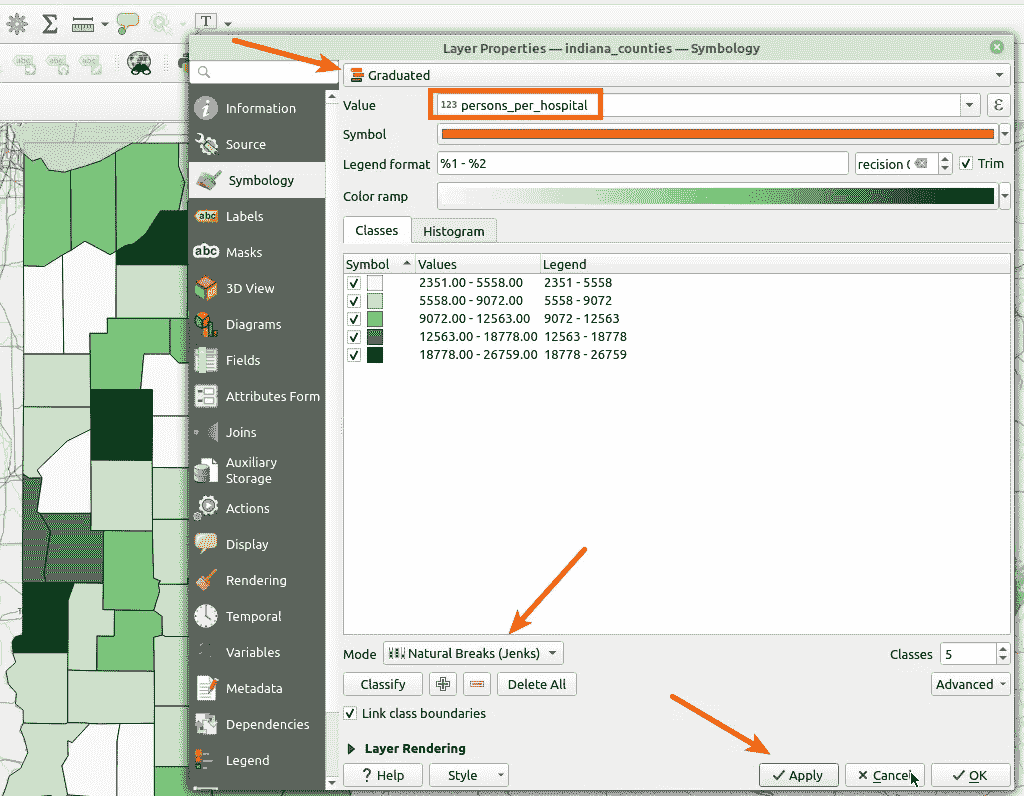 T
Layer Properties — indiana_counties — Symbology
Graduated
Information
Source
Symbology
Labels
Masks
3D View
Diagrams
Fields
Attributes Form
Joins
Auxiliary
Storage
Actions
Display
Rendering
Temporal
Variables
Metadata
Dependencies
Legend
Value
123 persons_per_hospital
ε
Symbol
Legend format %1 - %2
recision (
Trim
Color ramp
Classes Histogram
Symbol Values Legend
2351.00 - 5558.00 2351 - 5558
5558.00 - 9072.00 5558 - 9072
9072.00 - 12563.00 9072 - 12563
12563.00 - 18778.00 12563 - 18778
18778.00 - 26759.00 18778 - 26759
Mode Natural Breaks (Jenks) Classes 5
Classify Delete All Advanced
Link class boundaries
Layer Rendering
Help Style Apply Cancel OK